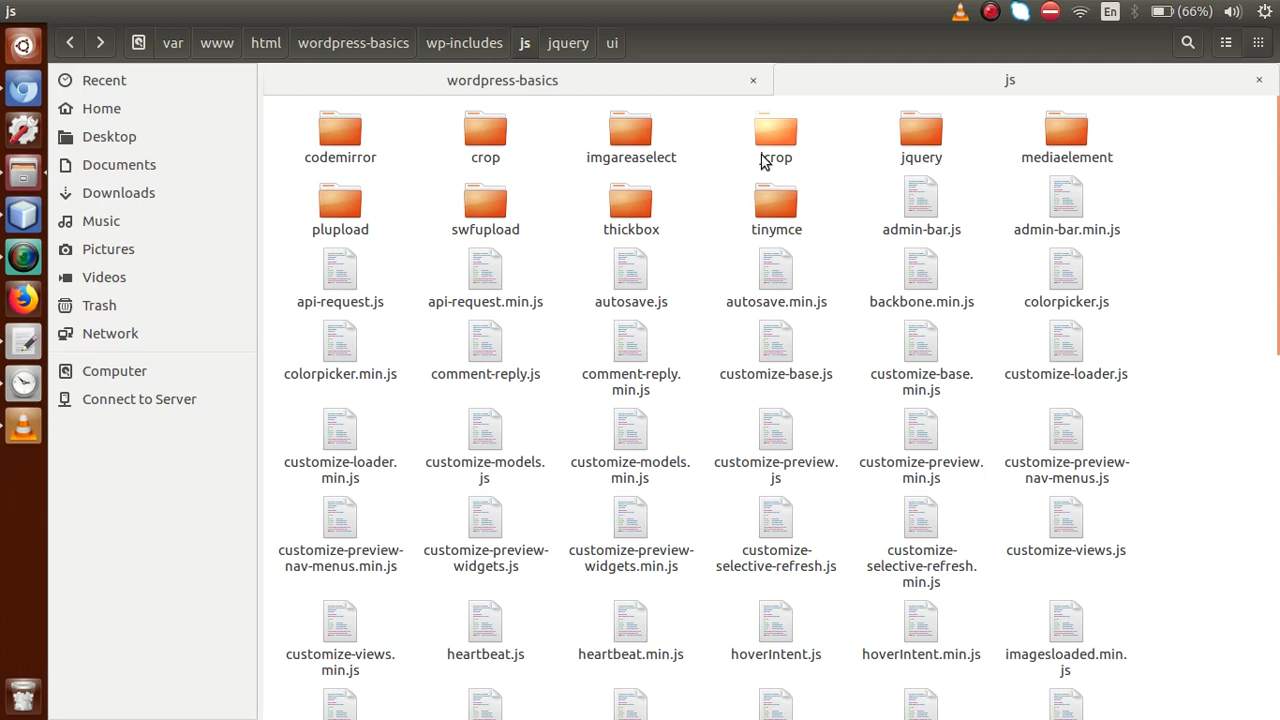 js
En
(66%)
var
www
html
wordpress-basics
wp-includes
js
jquery
ui
Recent
Home
Desktop
Documents
Downloads
Music
Pictures
Videos
Trash
Network
Computer
Connect to Server
wordpress-basics
js
codemirror
crop
imgareaselect
jquery
mediaelement
plupload
swfupload
thickbox
tinymce
admin-bar.js
admin-bar.min.js
api-request.js
api-request.min.js
autosave.js
autosave.min.js
backbone.min.js
colorpicker.js
colorpicker.min.js
comment-reply.js
comment-reply.
min.js
customize-base.js
customize-base.
min.js
customize-loader.js
customize-loader.
min.js
customize-models.
js
customize-models.
min.js
customize-preview.
js
customize-preview.
min.js
customize-preview-
nav-menus.js
customize-preview-
nav-menus.min.js
customize-preview-
widgets.js
customize-preview-
widgets.min.js
customize-
selective-refresh.js
customize-
selective-refresh.
min.js
customize-views.js
customize-views.
min.js
heartbeat.js
heartbeat.min.js
hoverIntent.js
hoverIntent.min.js
imagesloaded.min.
js